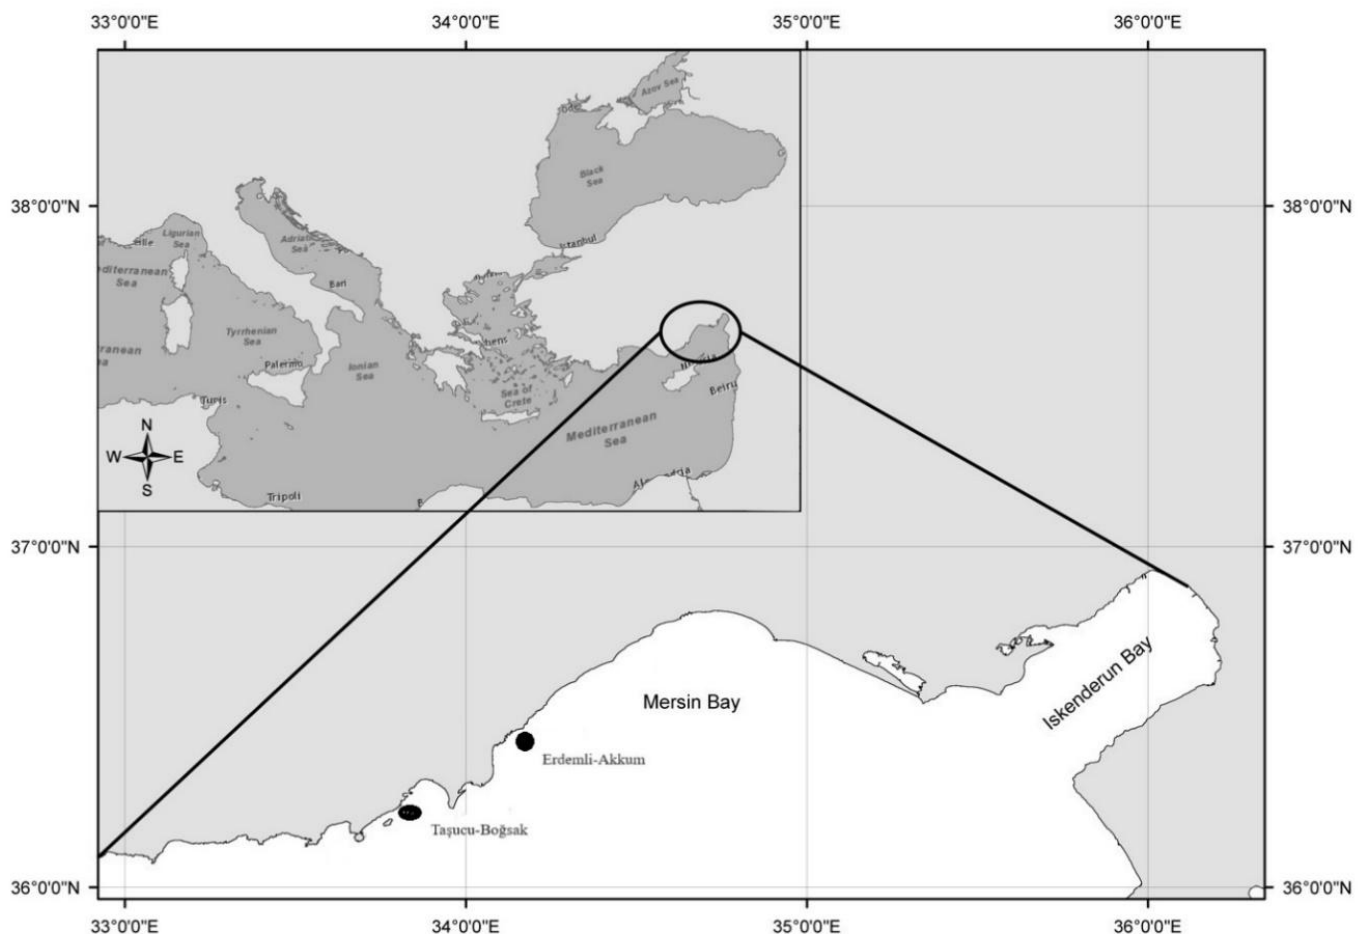 33°0'0"E 34°0'0"E 35°0'0"E 36°0'0"E
Azov Sea
Black
Sea
38°0'0"N 38°0'0"N
Ligurian
Sea
Adriatic
Sea
Istanbul
editerranean
Sea
Bari
Tyrrhenian
Sea
ranean
Palermo
Ionian
Sea
Sea of
Crete
Beiru
Tunis
Mediterranean
Sea
N
W E
S
Tripoli
37°0'0"N 37°0'0"N
Mersin Bay
Iskenderun Bay
Erdemli-Akkum
Taşucu-Boğsak
36°0'0"N 36°0'0"N
33°0'0"E 34°0'0"E 35°0'0"E 36°0'0"E